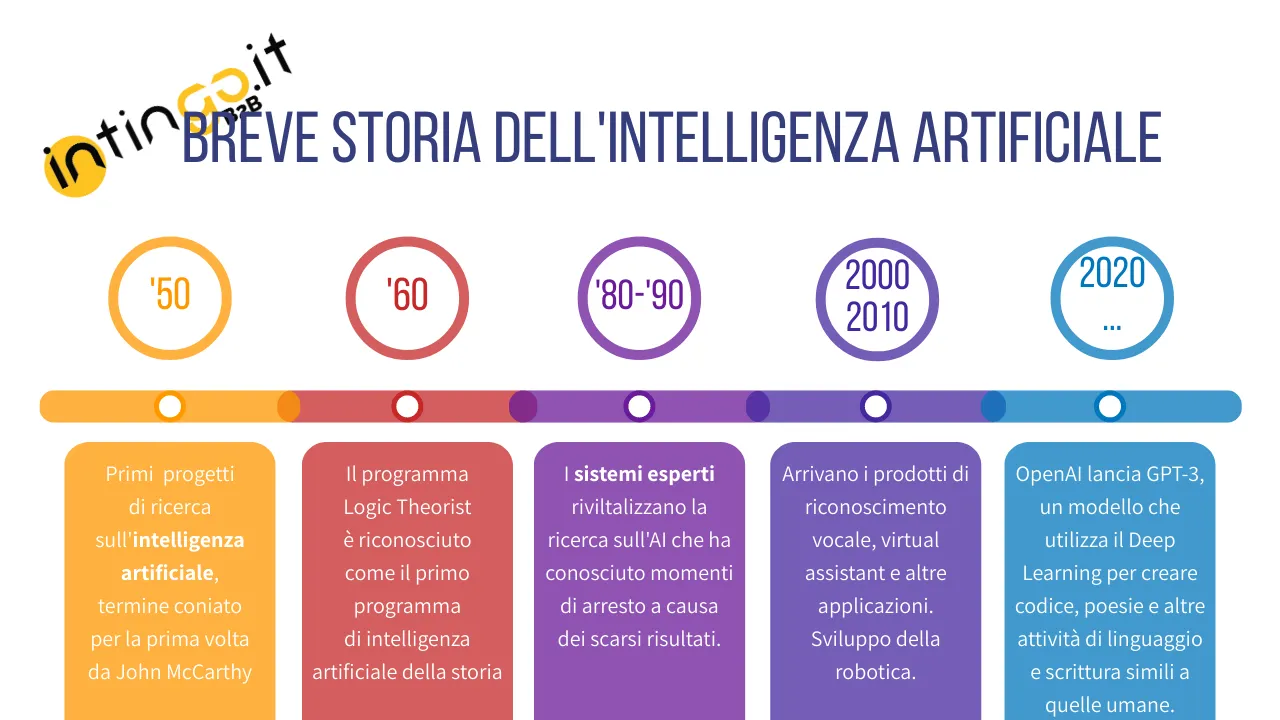 intingo.it
B2B
BREVE STORIA DELL'INTELLIGENZA ARTIFICIALE
'50
'60
'80-'90
2000
2010
2020
...
Primi progetti
di ricerca
sull'intelligenza
artificiale,
termine coniato
per la prima volta
da John McCarthy
Il programma
Logic Theorist
è riconosciuto
come il primo
programma
di intelligenza
artificiale della storia
I sistemi esperti
riviltalizzano la
ricerca sull'AI che ha
conosciuto momenti
di arresto a causa
dei scarsi risultati.
Arrivano i prodotti di
riconoscimento
vocale, virtual
assistant e altre
applicazioni.
Sviluppo della
robotica.
OpenAI lancia GPT-3,
un modello che
utilizza il Deep
Learning per creare
codice, poesie e altre
attività di linguaggio
e scrittura simili a
quelle umane.